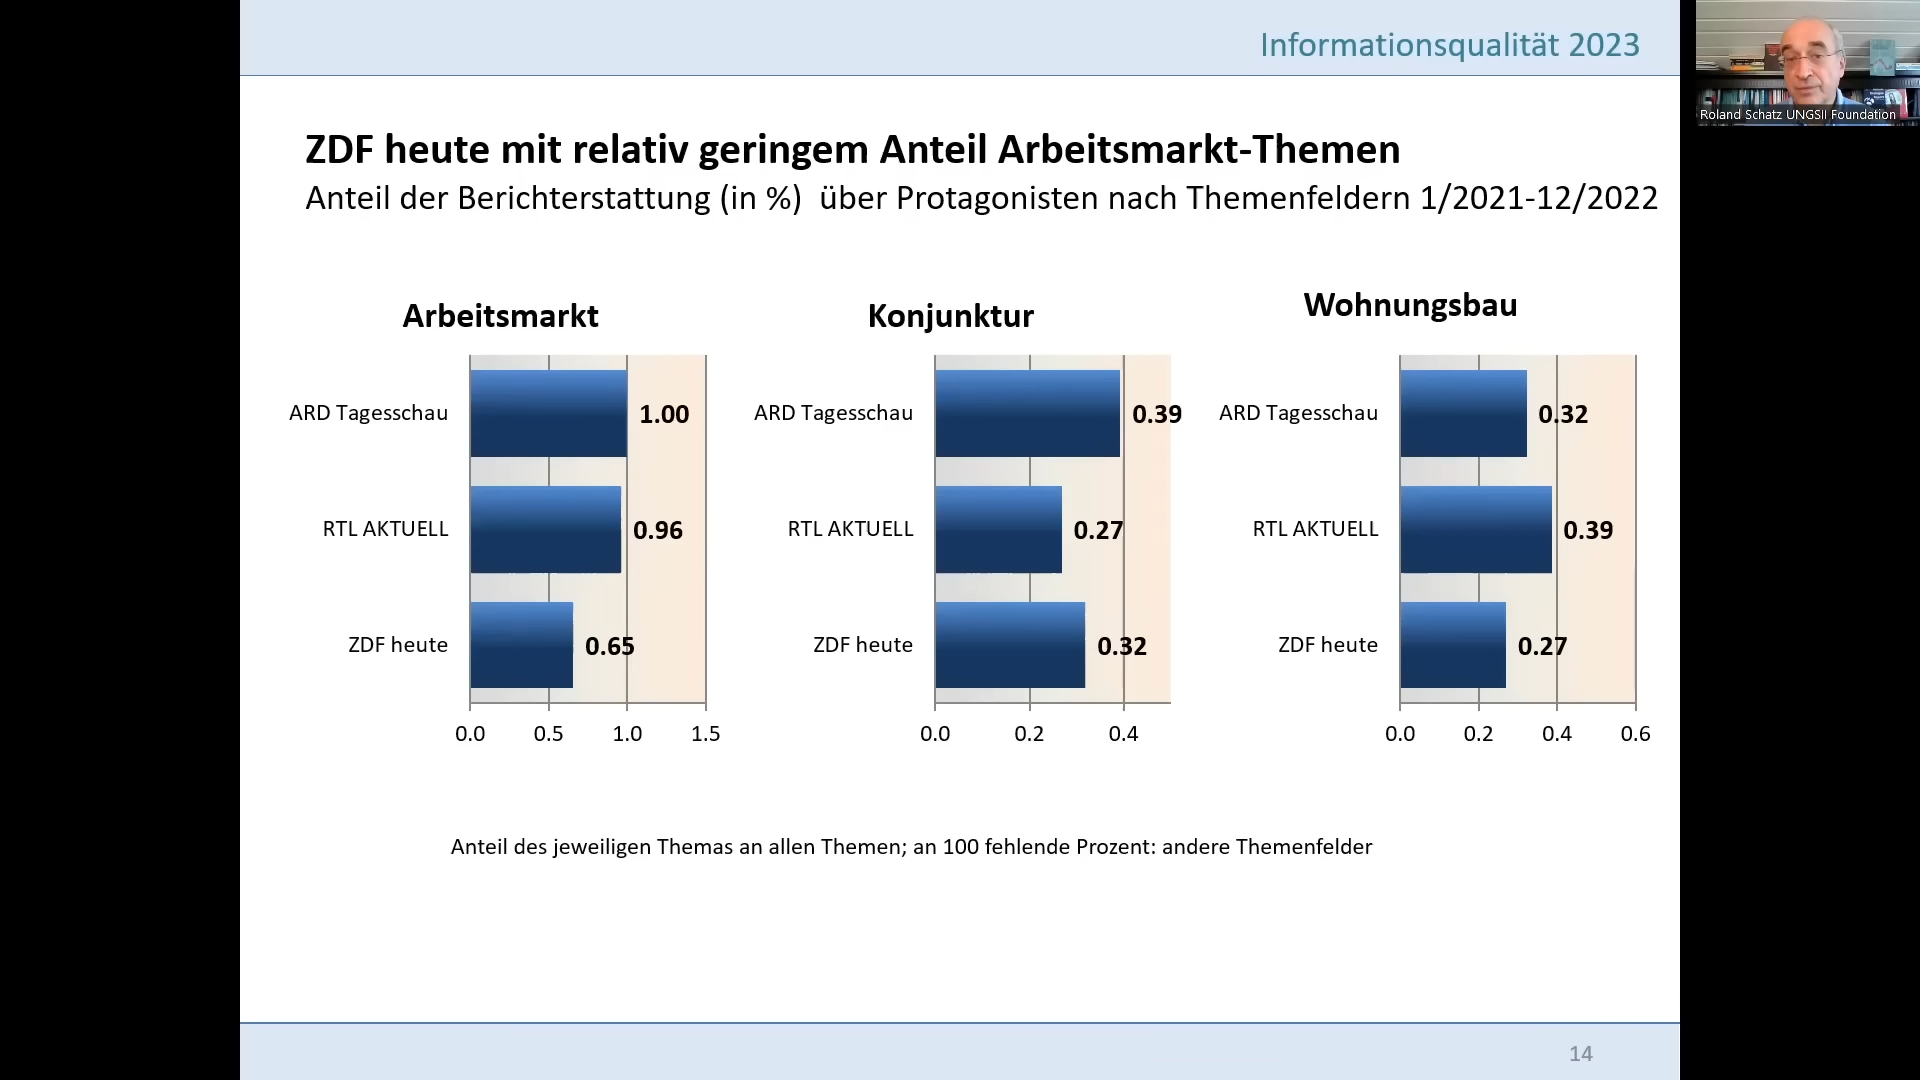 Informationsqualität 2023
Roland Schatz UNGSII Foundation
ZDF heute mit relativ geringem Anteil Arbeitsmarkt-Themen
Anteil der Berichterstattung (in %)  über Protagonisten nach Themenfeldern 1/2021-12/2022
Arbeitsmarkt
ARD Tagesschau 1.00
RTL AKTUELL 0.96
ZDF heute 0.65
0.0 0.5 1.0 1.5
Konjunktur
ARD Tagesschau 0.39
RTL AKTUELL 0.27
ZDF heute 0.32
0.0 0.2 0.4
Wohnungsbau
ARD Tagesschau 0.32
RTL AKTUELL 0.39
ZDF heute 0.27
0.0 0.2 0.4 0.6
Anteil des jeweiligen Themas an allen Themen; an 100 fehlende Prozent: andere Themenfelder
14